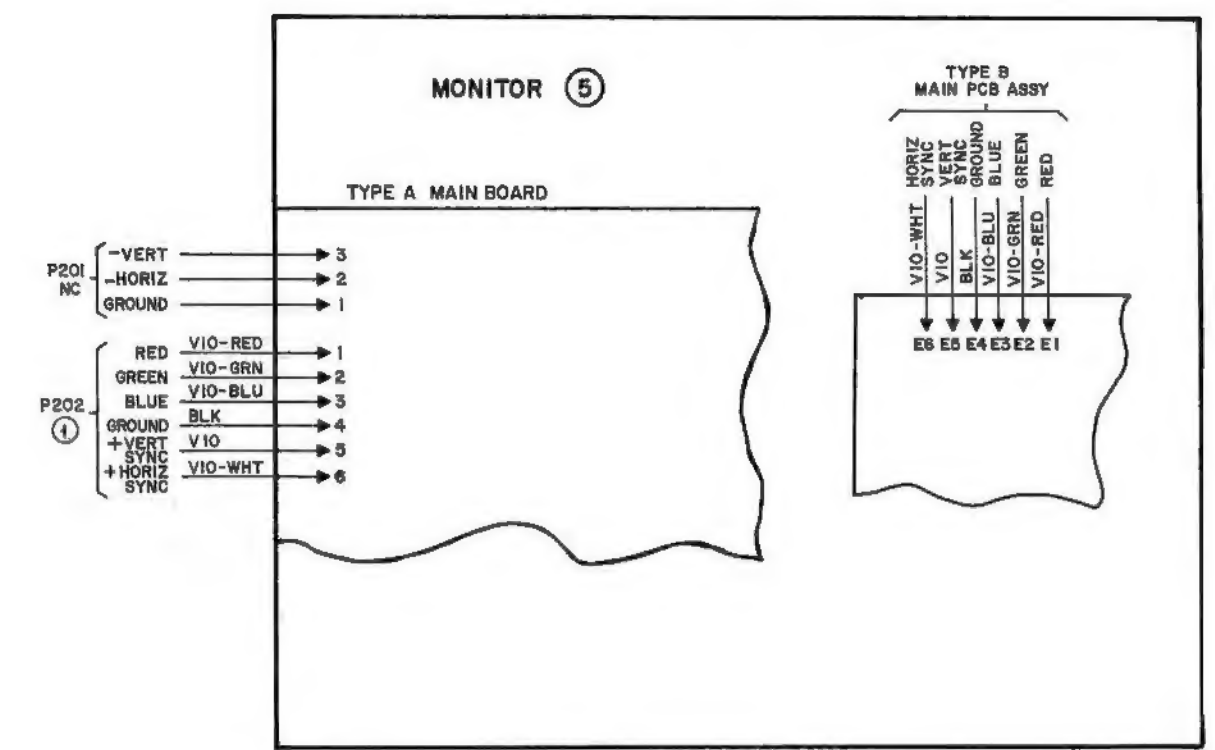 MONITOR 5
TYPE B
MAIN PCB ASSY
HORIZ SYNC
VERT SYNC
GROUND
BLUE
GREEN
RED
VIO-WHT
VIO
BLK
VIO-BLU
VIO-GRN
VIO-RED
E6 E5 E4 E3 E2 E1
TYPE A MAIN BOARD
P201
NC
-VERT 3
-HORIZ 2
GROUND 1
P202
1
RED VIO-RED 1
GREEN VIO-GRN 2
BLUE VIO-BLU 3
GROUND BLK 4
+VERT SYNC VIO 5
+HORIZ SYNC VIO-WHT 6